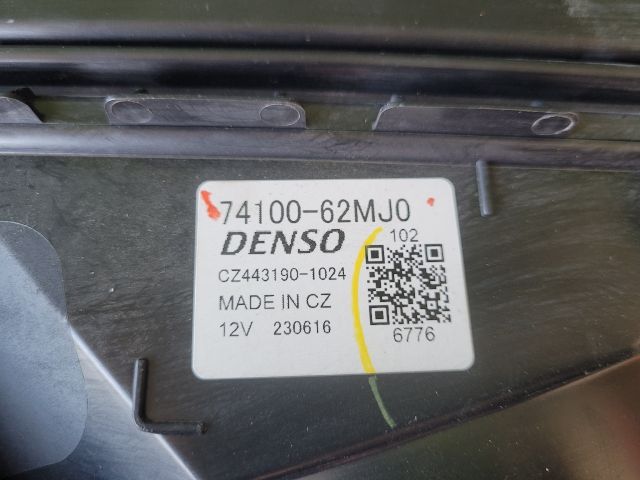 74100-62MJ0
DENSO
102
CZ443190-1024
MADE IN CZ
12V 230616
6776